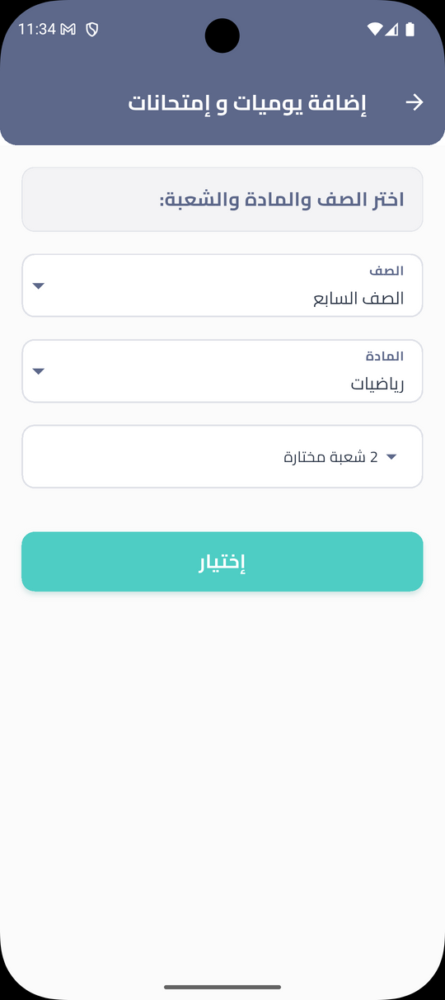 11:34
إضافة يوميات و إمتحانات
اختر الصف والمادة والشعبة:
الصف
الصف السابع
المادة
رياضيات
2 شعبة مختارة
إختيار